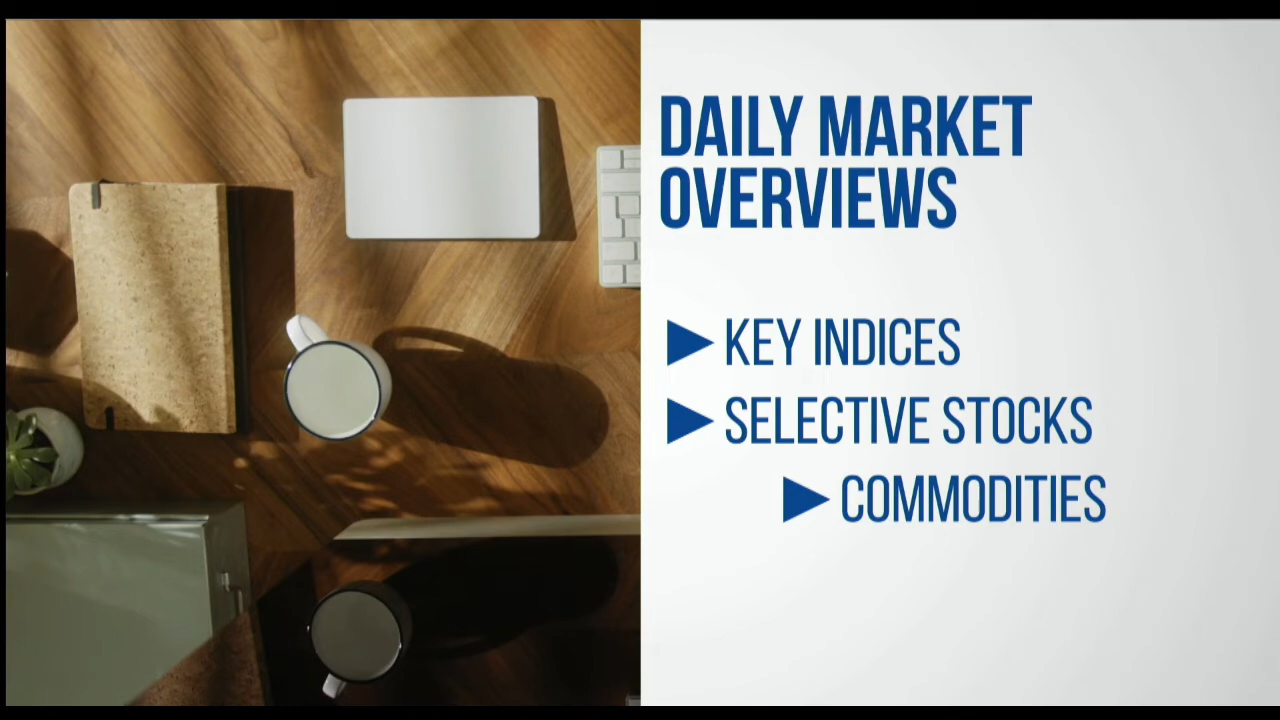 DAILY MARKET
OVERVIEWS
KEY INDICES
SELECTIVE STOCKS
COMMODITIES